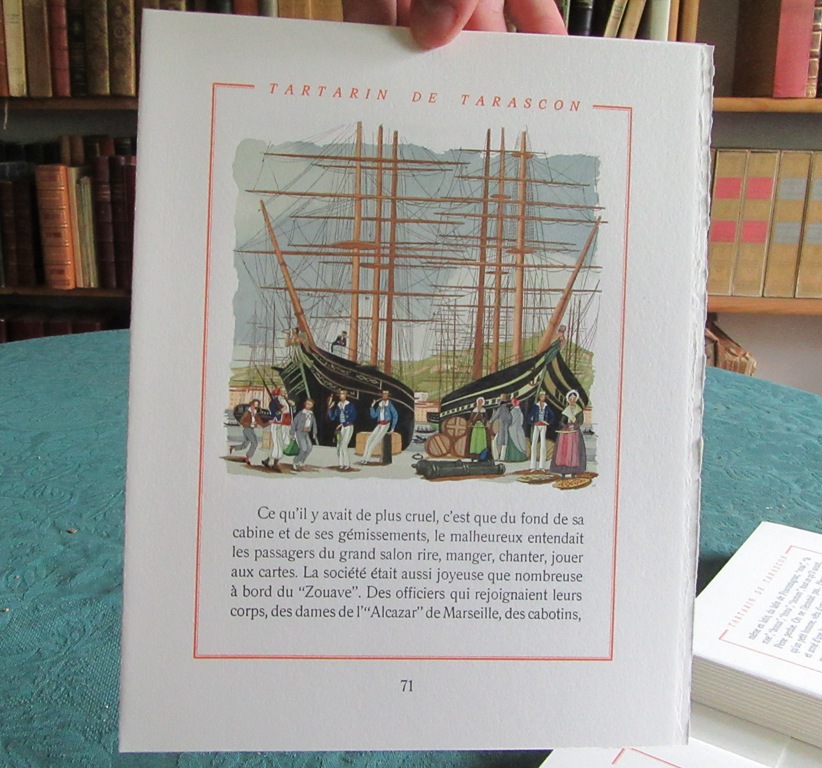 TARTARIN DE TARASCON
Ce qu'il y avait de plus cruel, c'est que du fond de sa
cabine et de ses gémissements, le malheureux entendait
les passagers du grand salon rire, manger, chanter, jouer
aux cartes. La société était aussi joyeuse que nombreuse
à bord du “Zouave”. Des officiers qui rejoignaient leurs
corps, des dames de l'“Alcazar” de Marseille, des cabotins,
71
TARTARIN DE TARASCON